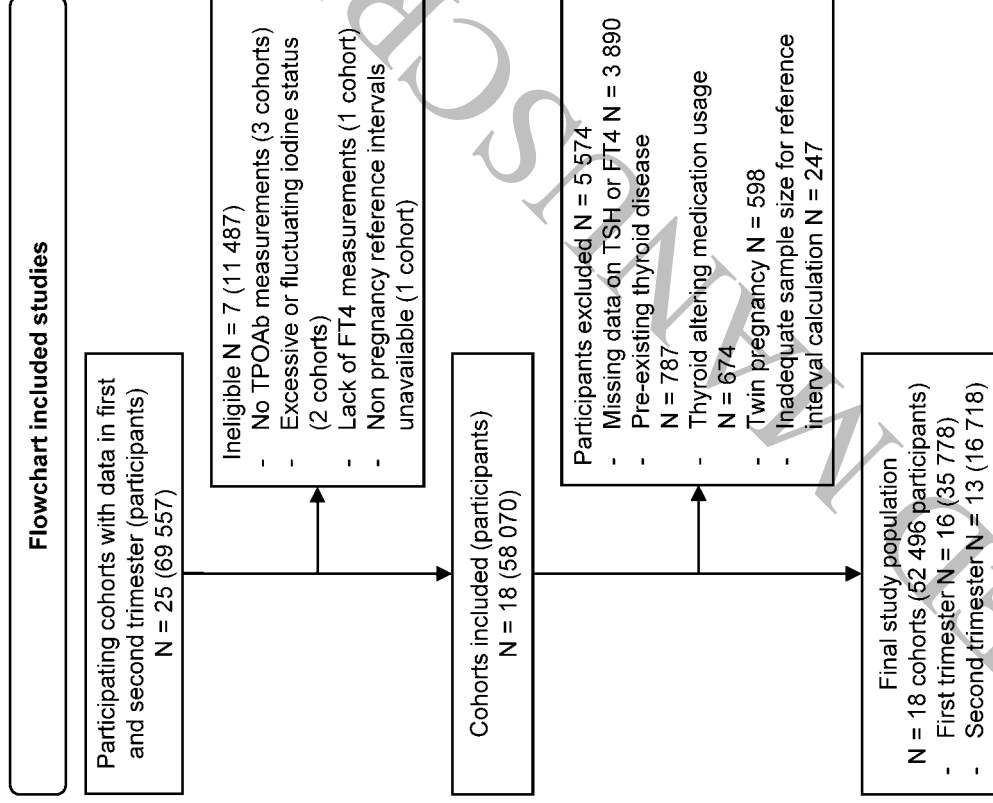 Flowchart included studies
Participating cohorts with data in first
and second trimester (participants)
N = 25 (69 557)
Ineligible N = 7 (11 487)
- No TPOAb measurements (3 cohorts)
- Excessive or fluctuating iodine status
(2 cohorts)
- Lack of FT4 measurements (1 cohort)
- Non pregnancy reference intervals
unavailable (1 cohort)
Cohorts included (participants)
N = 18 (58 070)
Participants excluded N = 5 574
- Missing data on TSH or FT4 N = 3 890
- Pre-existing thyroid disease
N = 787
- Thyroid altering medication usage
N = 674
- Twin pregnancy N = 598
- Inadequate sample size for reference
interval calculation N = 247
Final study population
N = 18 cohorts (52 496 participants)
- First trimester N = 16 (35 778)
- Second trimester N = 13 (16 718)